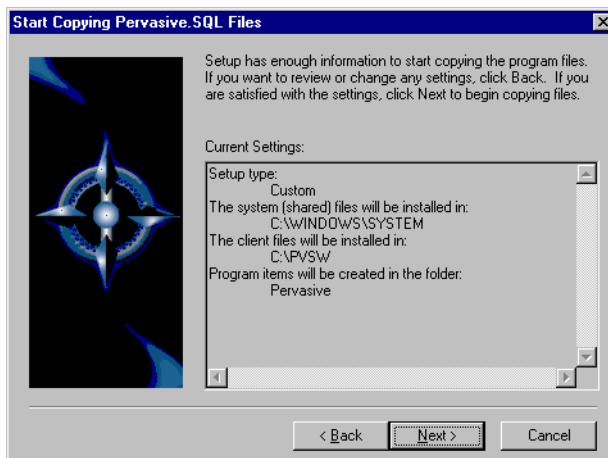 Start Copying Pervasive.SQL Files
Setup has enough information to start copying the program files.
If you want to review or change any settings, click Back.  If you
are satisfied with the settings, click Next to begin copying files.
Current Settings:
Setup type:
Custom
The system (shared) files will be installed in:
C:\WINDOWS\SYSTEM
The client files will be installed in:
C:\PVSW
Program items will be created in the folder:
Pervasive
< Back
Next >
Cancel